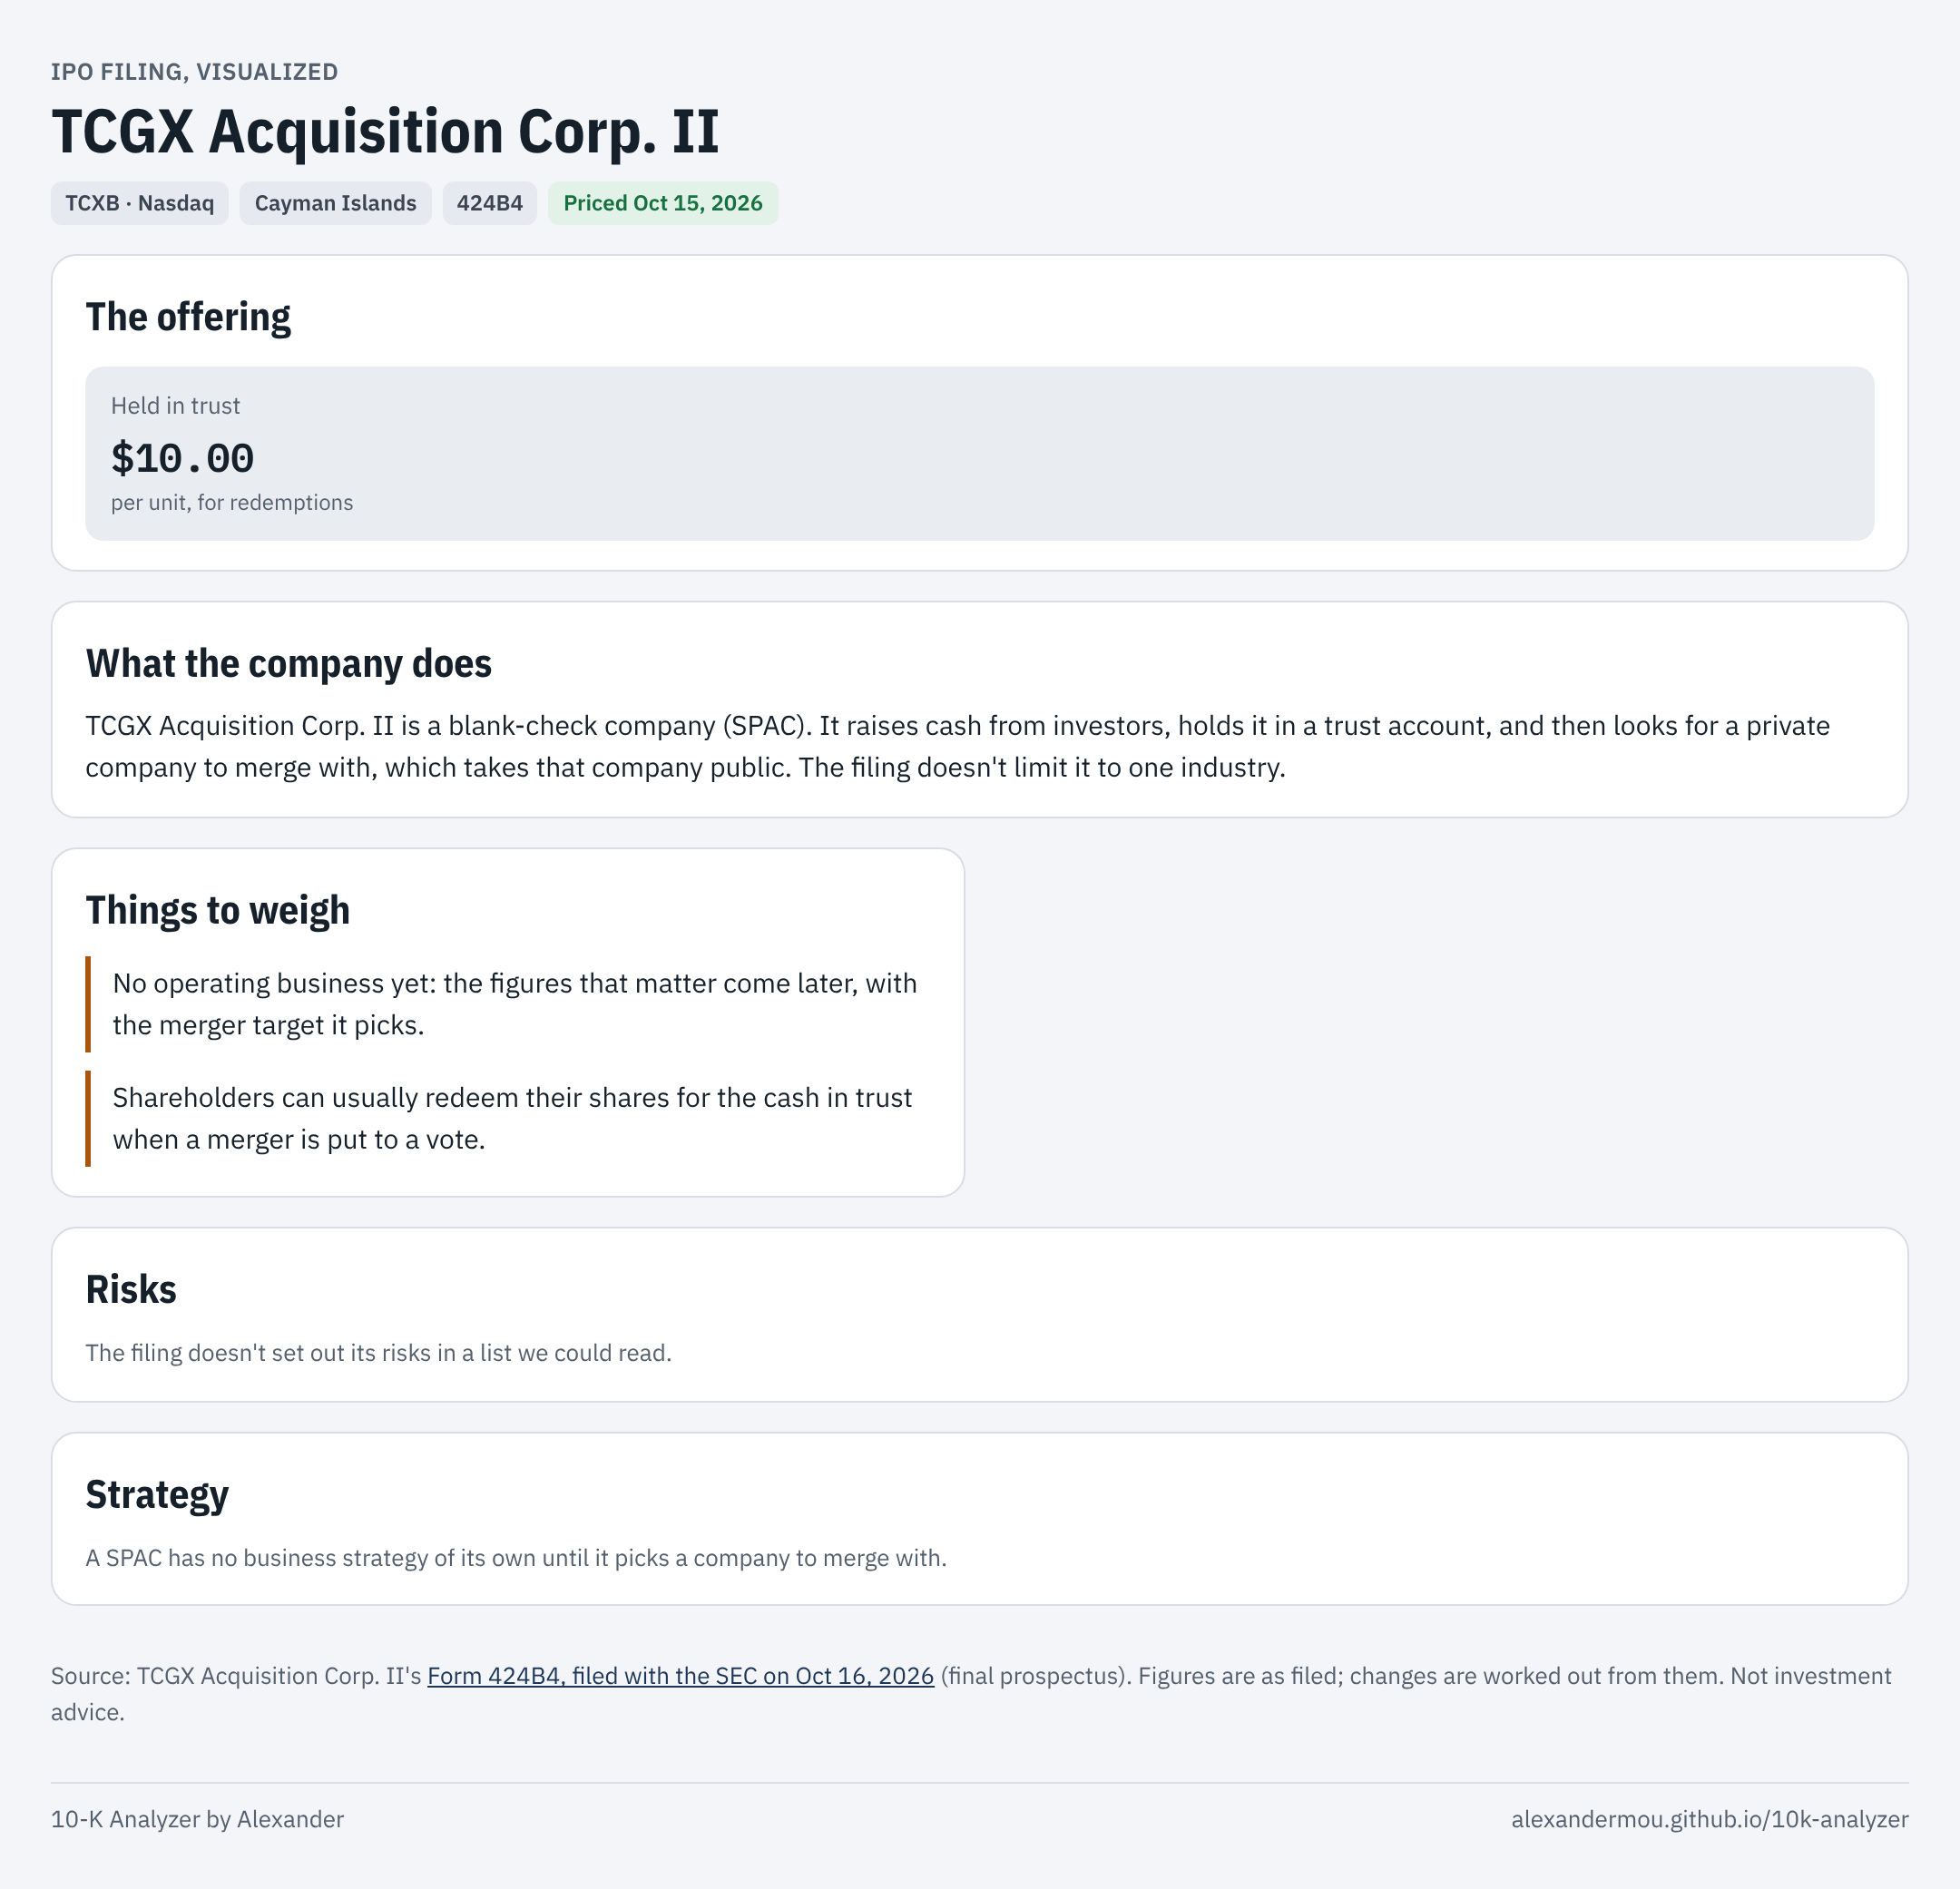 IPO FILING, VISUALIZED
TCGX Acquisition Corp. II
TCXB · Nasdaq
Cayman Islands
424B4
Priced Oct 15, 2026
The offering
Held in trust
$10.00
per unit, for redemptions
What the company does
TCGX Acquisition Corp. II is a blank-check company (SPAC). It raises cash from investors, holds it in a trust account, and then looks for a private
company to merge with, which takes that company public. The filing doesn't limit it to one industry.
Things to weigh
No operating business yet: the figures that matter come later, with
the merger target it picks.
Shareholders can usually redeem their shares for the cash in trust
when a merger is put to a vote.
Risks
The filing doesn't set out its risks in a list we could read.
Strategy
A SPAC has no business strategy of its own until it picks a company to merge with.
Source: TCGX Acquisition Corp. II's Form 424B4, filed with the SEC on Oct 16, 2026 (final prospectus). Figures are as filed; changes are worked out from them. Not investment
advice.
10-K Analyzer by Alexander
alexandermou.github.io/10k-analyzer